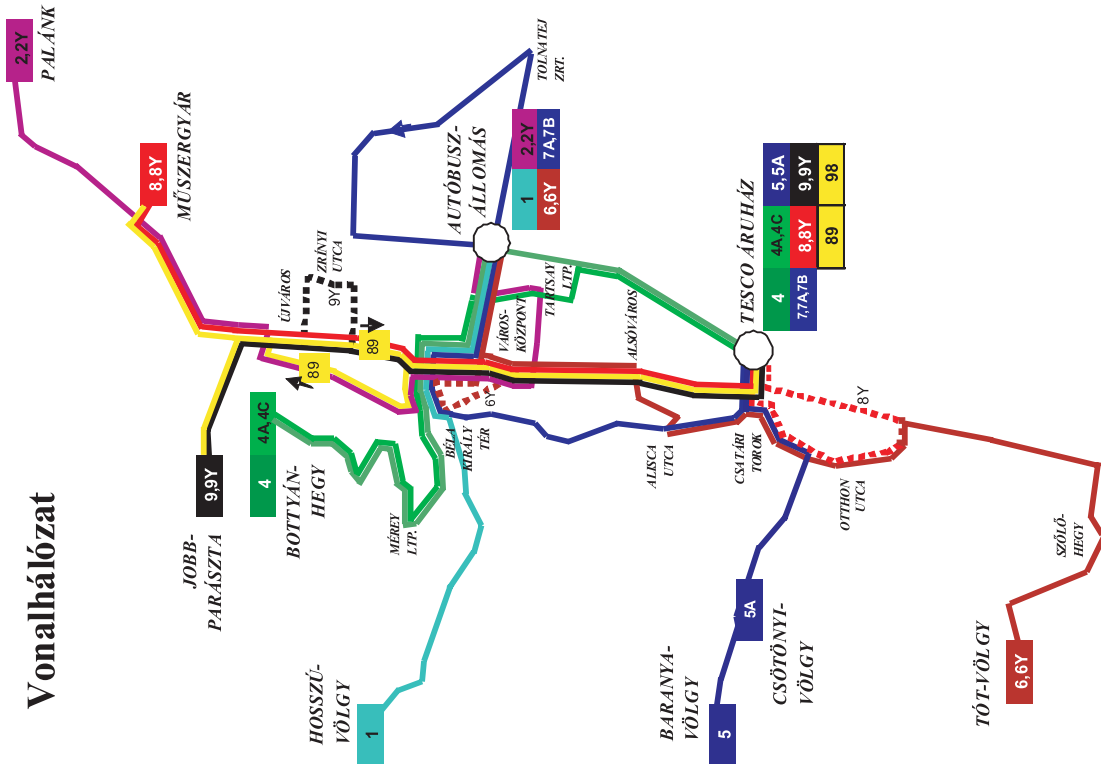 Vonalhálózat
2,2Y
PALÁNK
8,8Y
MŰSZERGYÁR
JOBB-
PARÁSZTA
9,9Y
ÚJVÁROS
ZRÍNYI
UTCA
9Y
89
89
4
4A,4C
BOTTYÁN-
HEGY
MÉREY
LTP.
HOSSZÚ-
VÖLGY
1
TOLNATEJ
ZRT.
AUTÓBUSZ-
ÁLLOMÁS
1
2,2Y
6,6Y
7A,7B
VÁROS-
KÖZPONT
TARTSAY
LTP.
BÉLA
KIRÁLY
TÉR
6Y
ALSÓVÁROS
ALISCA
UTCA
CSATÁRI
TOROK
TESCO ÁRUHÁZ
4
4A,4C
5,5A
7,7A,7B
8,8Y
9,9Y
89
98
8Y
OTTHON
UTCA
BARANYA-
VÖLGY
5
5A
CSÖTÖNYI-
VÖLGY
SZŐLŐ-
HEGY
TÓT-VÖLGY
6,6Y